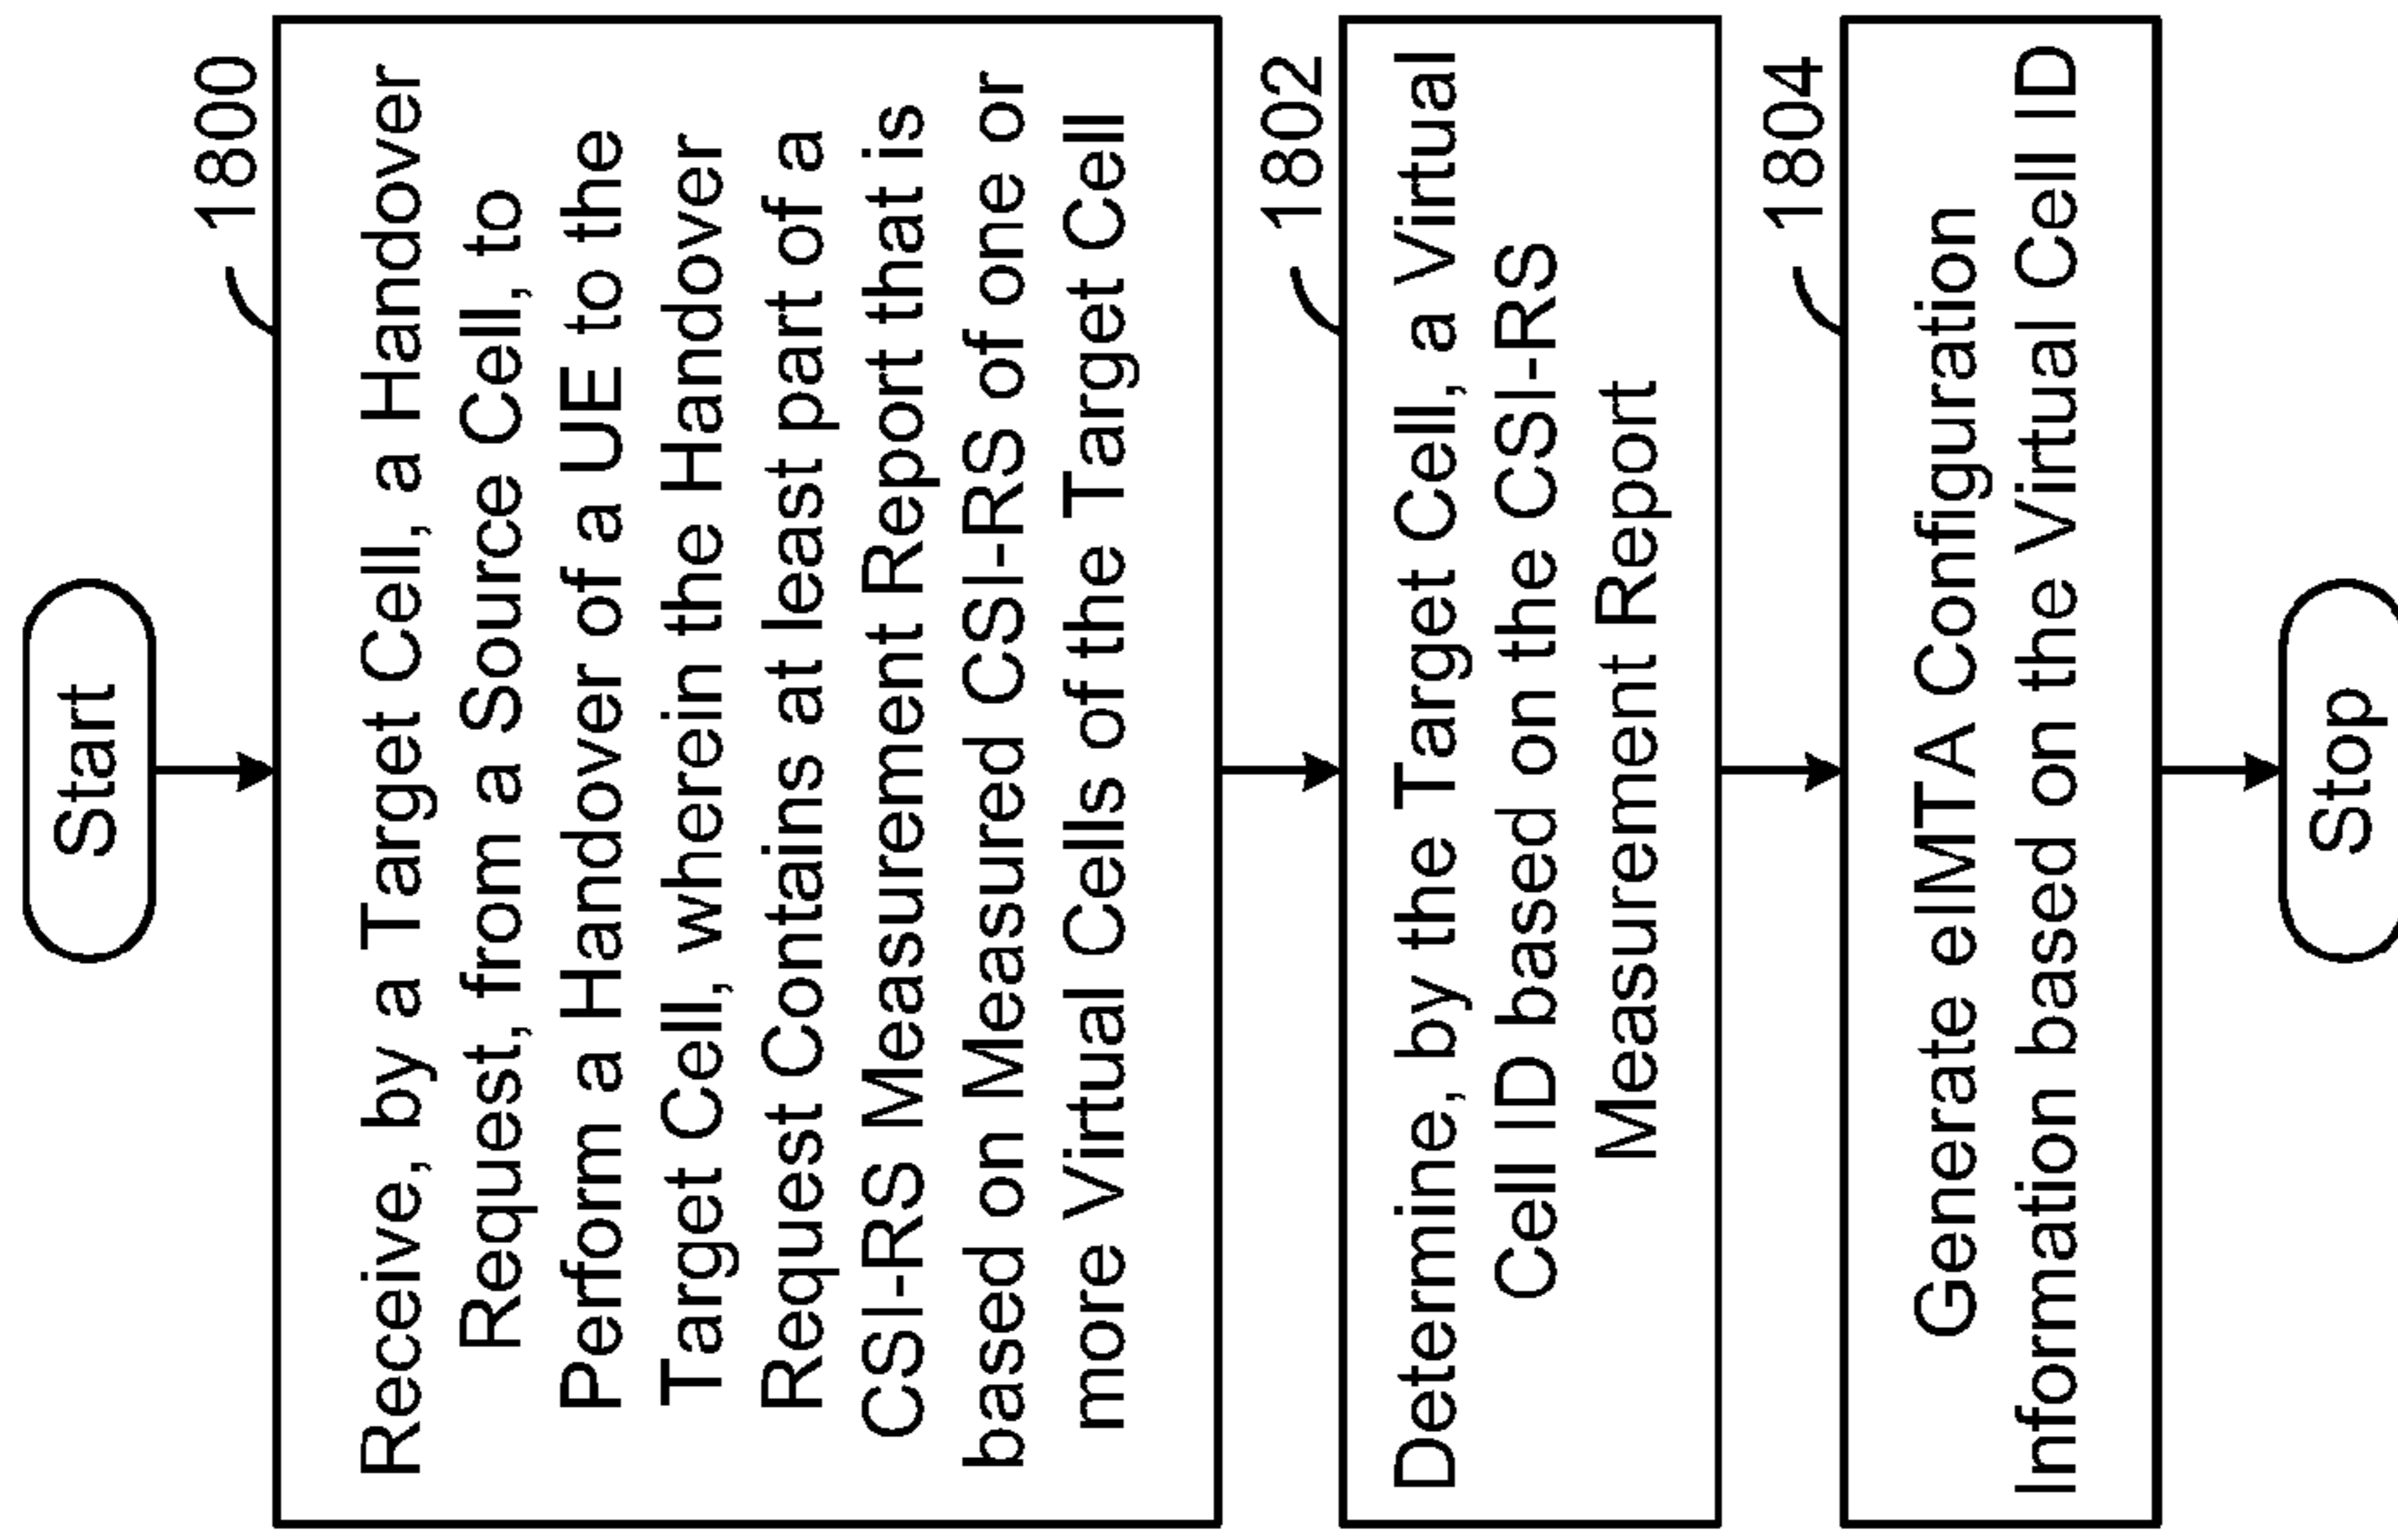 Start
1800
Receive, by a Target Cell, a Handover
Request, from a Source Cell, to
Perform a Handover of a UE to the
Target Cell, wherein the Handover
Request Contains at least part of a
CSI-RS Measurement Report that is
based on Measured CSI-RS of one or
more Virtual Cells of the Target Cell
1802
Determine, by the Target Cell, a Virtual
Cell ID based on the CSI-RS
Measurement Report
1804
Generate eIMTA Configuration
Information based on the Virtual Cell ID
Stop